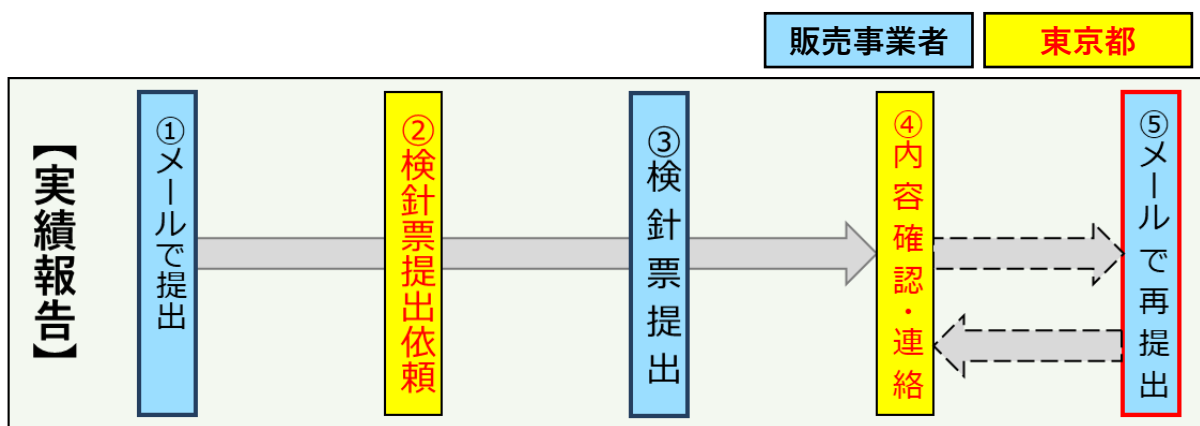 販売事業者
東京都
【実績報告】
①メールで提出
②検針票提出依頼
③検針票提出
④内容確認・連絡
⑤メールで再提出